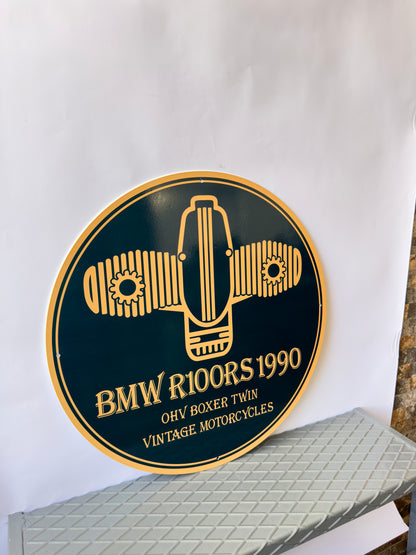 BMW R100RS 1990
OHV BOXER TWIN
VINTAGE MOTORCYCLES